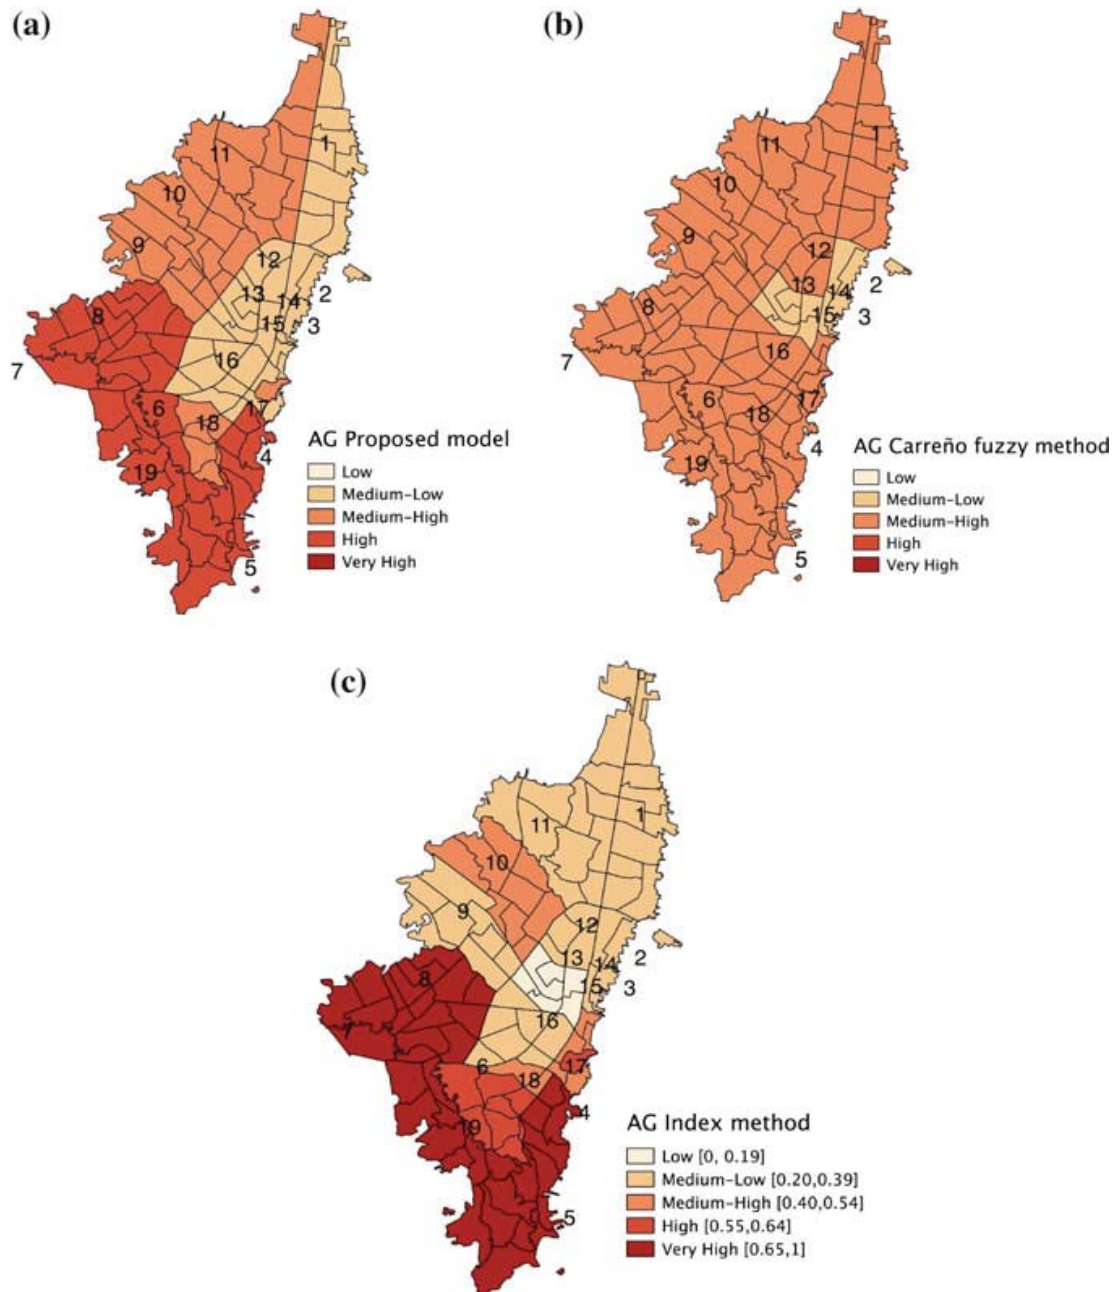 (a)
(b)
1
11
10
9
12
13
14
2
15
3
8
7
16
6
17
18
4
19
5
AG Proposed model
Low
Medium-Low
Medium-High
High
Very High
1
11
10
9
12
13
14
2
15
3
8
7
16
6
17
18
4
19
5
AG Carreño fuzzy method
Low
Medium-Low
Medium-High
High
Very High
(c)
1
11
10
9
12
13
14
2
15
3
8
7
16
6
17
18
4
19
5
AG Index method
Low [0, 0.19]
Medium-Low [0.20,0.39]
Medium-High [0.40,0.54]
High [0.55,0.64]
Very High [0.65,1]